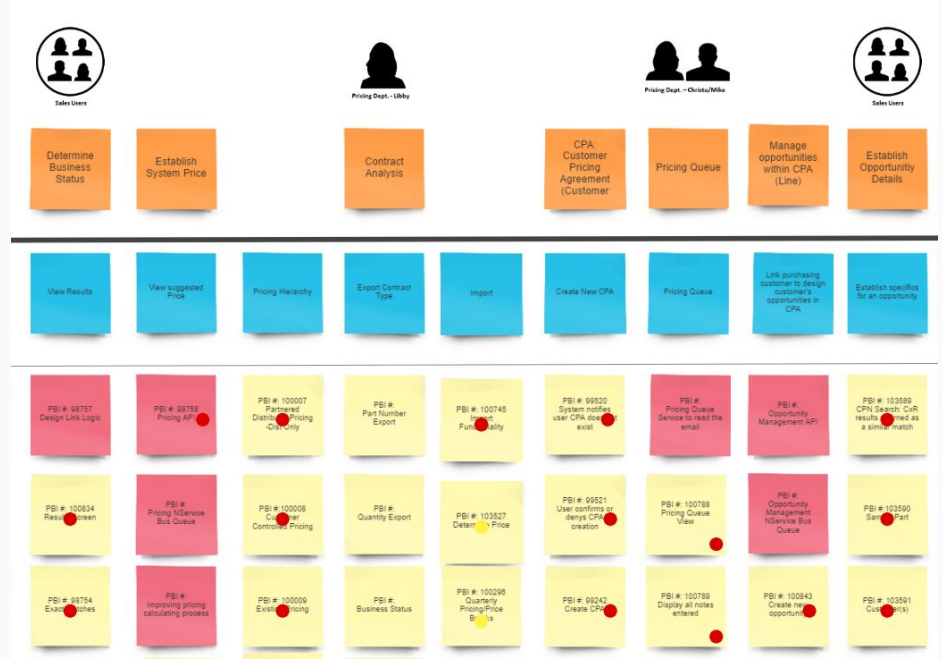 Sales Users
Pricing Dept. - Libby
Pricing Dept. – Christa/Mike
Sales Users
Determine
Business
Status
Establish
System Price
Contract
Analysis
CPA:
Customer
Pricing
Agreement
(Customer
Pricing Queue
Manage
opportunities
within CPA
(Line)
Establish
Opportunitiy
Details
View Results
View suggested
Price
Pricing Hierarchy
Export Contract
Type
Import
Create New CPA
Pricing Queue
Link purchasing
customer to design
customer's
opportunities in
CPA
Establish specifics
for an opportunity
PBI #: 98757
Design Link Logic
PBI #: 98758
Pricing API
PBI #: 100007
Partnered
Pricing
-Dist Only
PBI #:
Part Number
Export
PBI #: 100745
PBI #: 99520
System notifies
user CPA
exist
PBI #:
Pricing Queue
Service to read the
email
PBI #:
Opportunity
Management API
PBI #: 103589
CPN Search: CxR
results as
a similar match
PBI #: 100834
PBI #:
Pricing NService
Bus Queue
PBI #: 100008
Controlled Pricing
PBI #:
Quantity Export
PBI #: 103527
Price
PBI #: 99521
User confirms or
denys CPA
creation
PBI #: 100788
Pricing Queue
View
PBI #:
Opportunity
Management
NService Bus
Queue
PBI #:103590
Part
PBI #: 98754
PBI #:
Improving pricing
calculating process
PBI #: 100009
PBI #:
Business Status
PBI #: 100296
Quarterly
Pricing/Price
PBI #: 99242
Create CPA
PBI #: 100789
Display all notes
entered
PBI #: 100843
Create new
PBI #: 103591